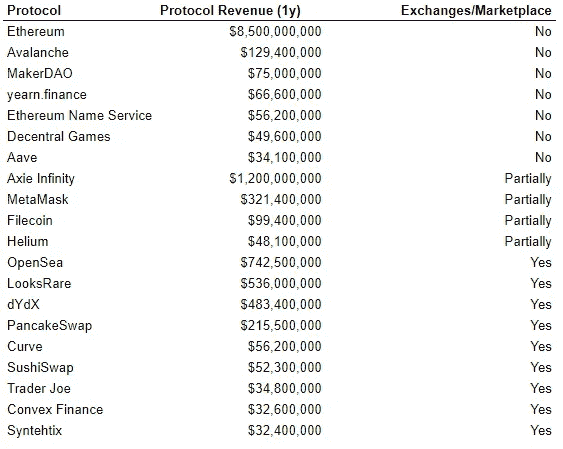 Protocol Protocol Revenue (1y) Exchanges/Marketplace
Ethereum $8,500,000,000 No
Avalanche $129,400,000 No
MakerDAO $75,000,000 No
yearn.finance $66,600,000 No
Ethereum Name Service $56,200,000 No
Decentral Games $49,600,000 No
Aave $34,100,000 No
Axie Infinity $1,200,000,000 Partially
MetaMask $321,400,000 Partially
Filecoin $99,400,000 Partially
Helium $48,100,000 Partially
OpenSea $742,500,000 Yes
LooksRare $536,000,000 Yes
dYdX $483,400,000 Yes
PancakeSwap $215,500,000 Yes
Curve $56,200,000 Yes
SushiSwap $52,300,000 Yes
Trader Joe $34,800,000 Yes
Convex Finance $32,600,000 Yes
Syntehtix $32,400,000 Yes